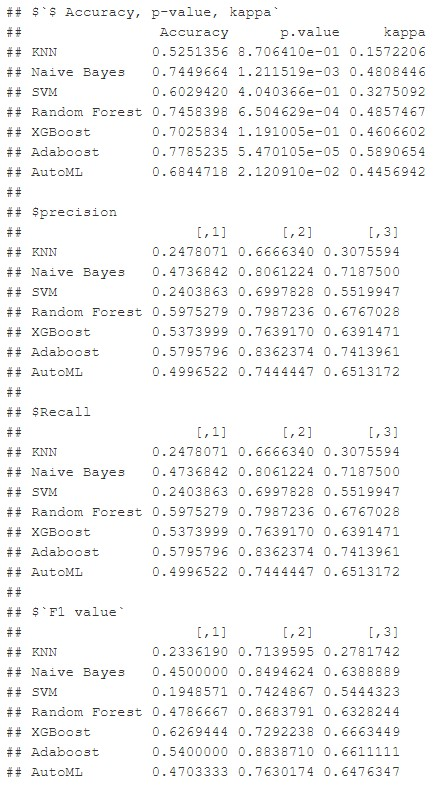 ## $`$ Accuracy, p-value, kappa`
## Accuracy p.value kappa
## KNN 0.5251356 8.706410e-01 0.1572206
## Naive Bayes 0.7449664 1.211519e-03 0.4808446
## SVM 0.6029420 4.040366e-01 0.3275092
## Random Forest 0.7458398 6.504629e-04 0.4857467
## XGBoost 0.7025834 1.191005e-01 0.4606602
## Adaboost 0.7785235 5.470105e-05 0.5890654
## AutoML 0.6844718 2.120910e-02 0.4456942
##
## $precision
## [,1] [,2] [,3]
## KNN 0.2478071 0.6666340 0.3075594
## Naive Bayes 0.4736842 0.8061224 0.7187500
## SVM 0.2403863 0.6997828 0.5519947
## Random Forest 0.5975279 0.7987236 0.6767028
## XGBoost 0.5373999 0.7639170 0.6391471
## Adaboost 0.5795796 0.8362374 0.7413961
## AutoML 0.4996522 0.7444447 0.6513172
##
## $Recall
## [,1] [,2] [,3]
## KNN 0.2478071 0.6666340 0.3075594
## Naive Bayes 0.4736842 0.8061224 0.7187500
## SVM 0.2403863 0.6997828 0.5519947
## Random Forest 0.5975279 0.7987236 0.6767028
## XGBoost 0.5373999 0.7639170 0.6391471
## Adaboost 0.5795796 0.8362374 0.7413961
## AutoML 0.4996522 0.7444447 0.6513172
##
## $`F1 value`
## [,1] [,2] [,3]
## KNN 0.2336190 0.7139595 0.2781742
## Naive Bayes 0.4500000 0.8494624 0.6388889
## SVM 0.1948571 0.7424867 0.5444323
## Random Forest 0.4786667 0.8683791 0.6328244
## XGBoost 0.6269444 0.7292238 0.6663449
## Adaboost 0.5400000 0.8838710 0.6611111
## AutoML 0.4703333 0.7630174 0.6476347